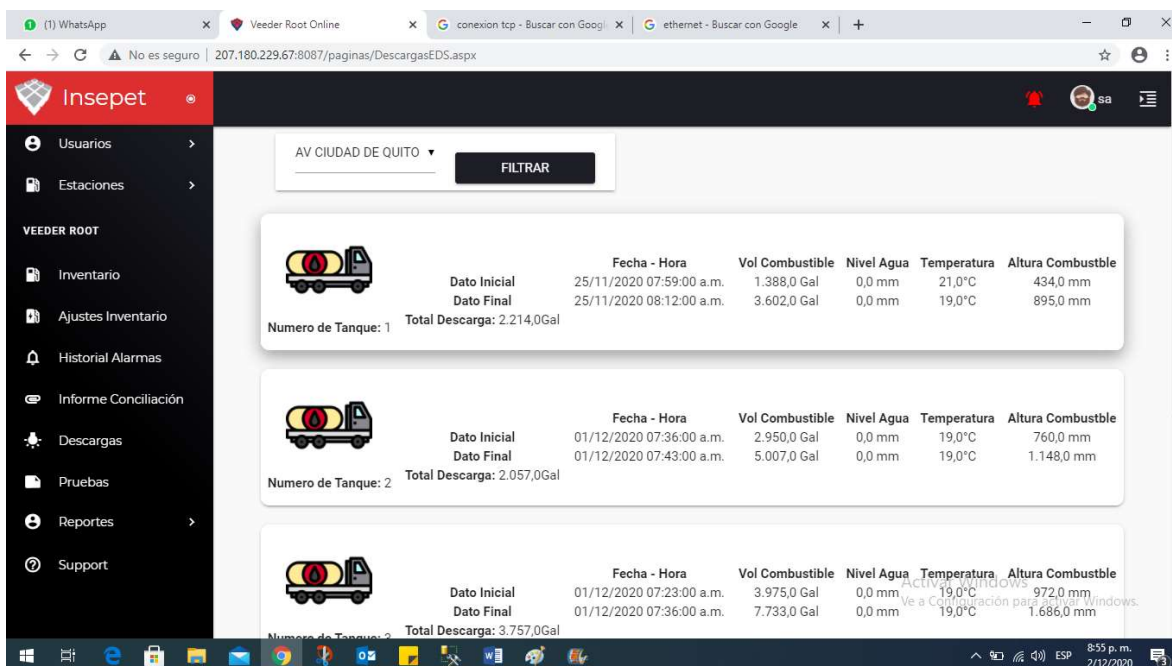 (1) WhatsApp
Veeder Root Online
conexion tcp - Buscar con Googl
ethernet - Buscar con Google
No es seguro | 207.180.229.67:8087/paginas/DescargasEDS.aspx
Insepet
sa
Usuarios
Estaciones
VEEDER ROOT
Inventario
Ajustes Inventario
Historial Alarmas
Informe Conciliación
Descargas
Pruebas
Reportes
Support
AV CIUDAD DE QUITO
FILTRAR
Fecha - Hora Vol Combustible Nivel Agua Temperatura Altura Combustble
Dato Inicial 25/11/2020 07:59:00 a.m. 1.388,0 Gal 0,0 mm 21,0°C 434,0 mm
Dato Final 25/11/2020 08:12:00 a.m. 3.602,0 Gal 0,0 mm 19,0°C 895,0 mm
Total Descarga: 2.214,0Gal
Numero de Tanque: 1
Fecha - Hora Vol Combustible Nivel Agua Temperatura Altura Combustble
Dato Inicial 01/12/2020 07:36:00 a.m. 2.950,0 Gal 0,0 mm 19,0°C 760,0 mm
Dato Final 01/12/2020 07:43:00 a.m. 5.007,0 Gal 0,0 mm 19,0°C 1.148,0 mm
Total Descarga: 2.057,0Gal
Numero de Tanque: 2
Fecha - Hora Vol Combustible Nivel Agua Temperatura Altura Combustble
Dato Inicial 01/12/2020 07:23:00 a.m. 3.975,0 Gal 0,0 mm 19,0°C 972,0 mm
Dato Final 01/12/2020 07:36:00 a.m. 7.733,0 Gal 0,0 mm 19,0°C 1.686,0 mm
Total Descarga: 3.757,0Gal
Numero de Tanque: 3
Activar Windows
Ve a Configuración para activar Windows.
ESP
8:55 p. m.
2/12/2020